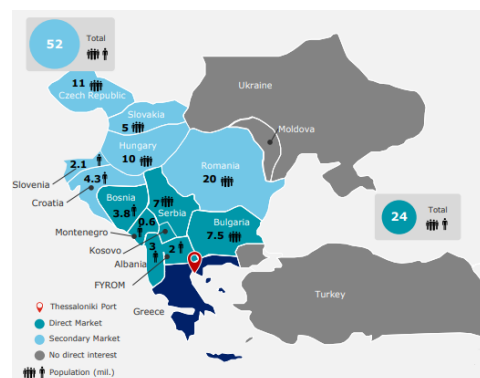 52
Total
11
Czech Republic
Ukraine
5
Slovakia
Moldova
Hungary
10
Romania
20
2.1
Slovenia
4.3
Croatia
Bosnia
3.8
7
Serbia
0.6
Bulgaria
7.5
24
Total
Montenegro
Kosovo
3
2
Albania
FYROM
Greece
Turkey
Thessaloniki Port
Direct Market
Secondary Market
No direct interest
Population (mil.)